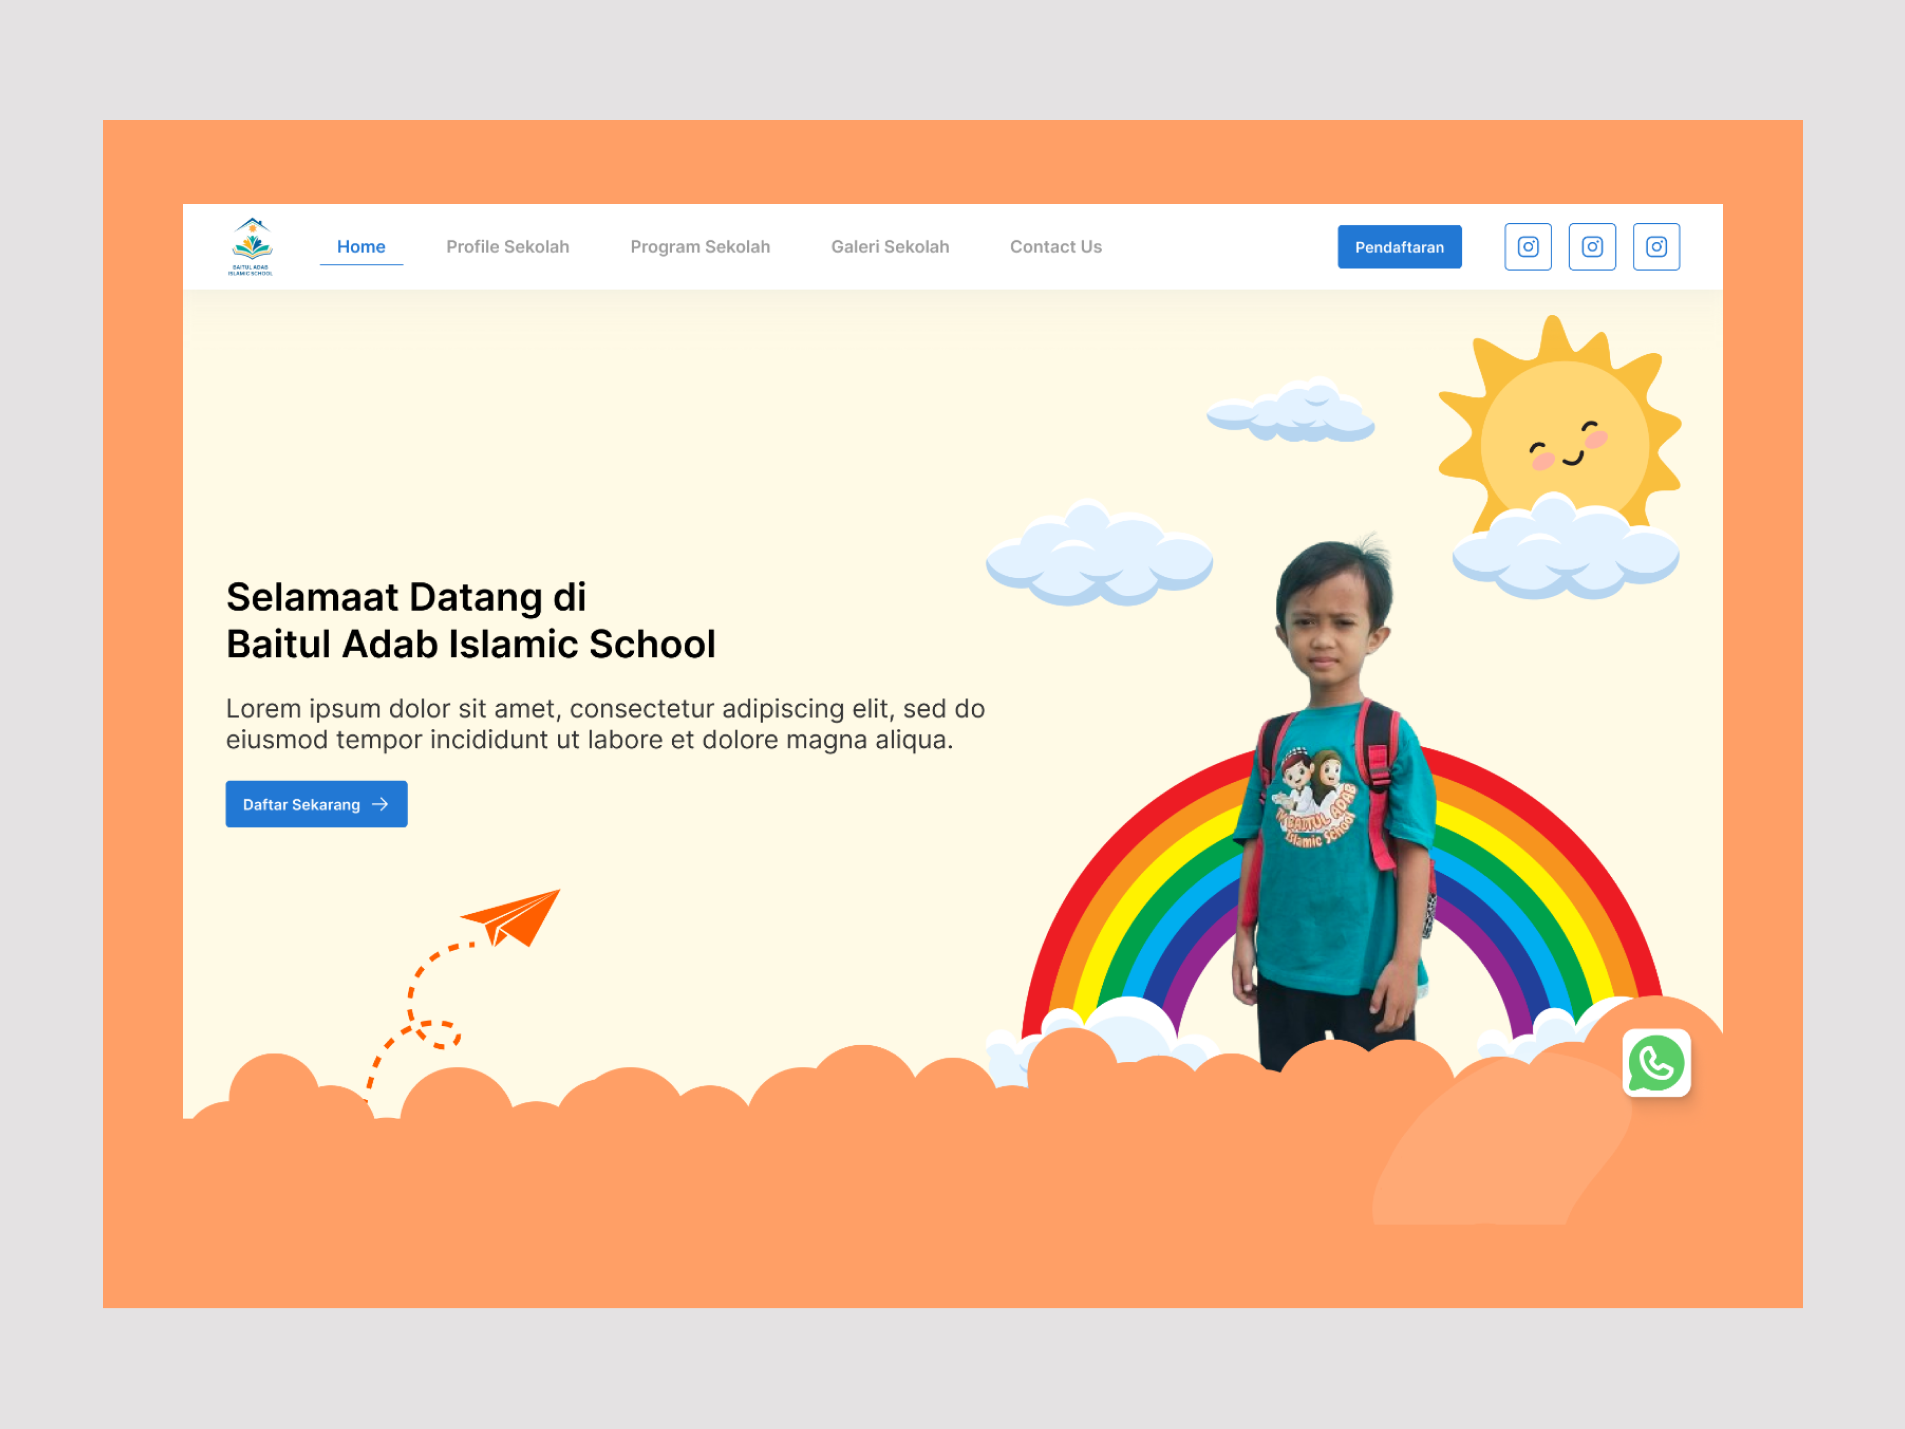 BAITUL ADAB
ISLAMIC SCHOOL
Home
Profile Sekolah
Program Sekolah
Galeri Sekolah
Contact Us
Pendaftaran
Selamaat Datang di
Baitul Adab Islamic School
Lorem ipsum dolor sit amet, consectetur adipiscing elit, sed do
eiusmod tempor incididunt ut labore et dolore magna aliqua.
Daftar Sekarang
BAITUL ADAB
Islamic School